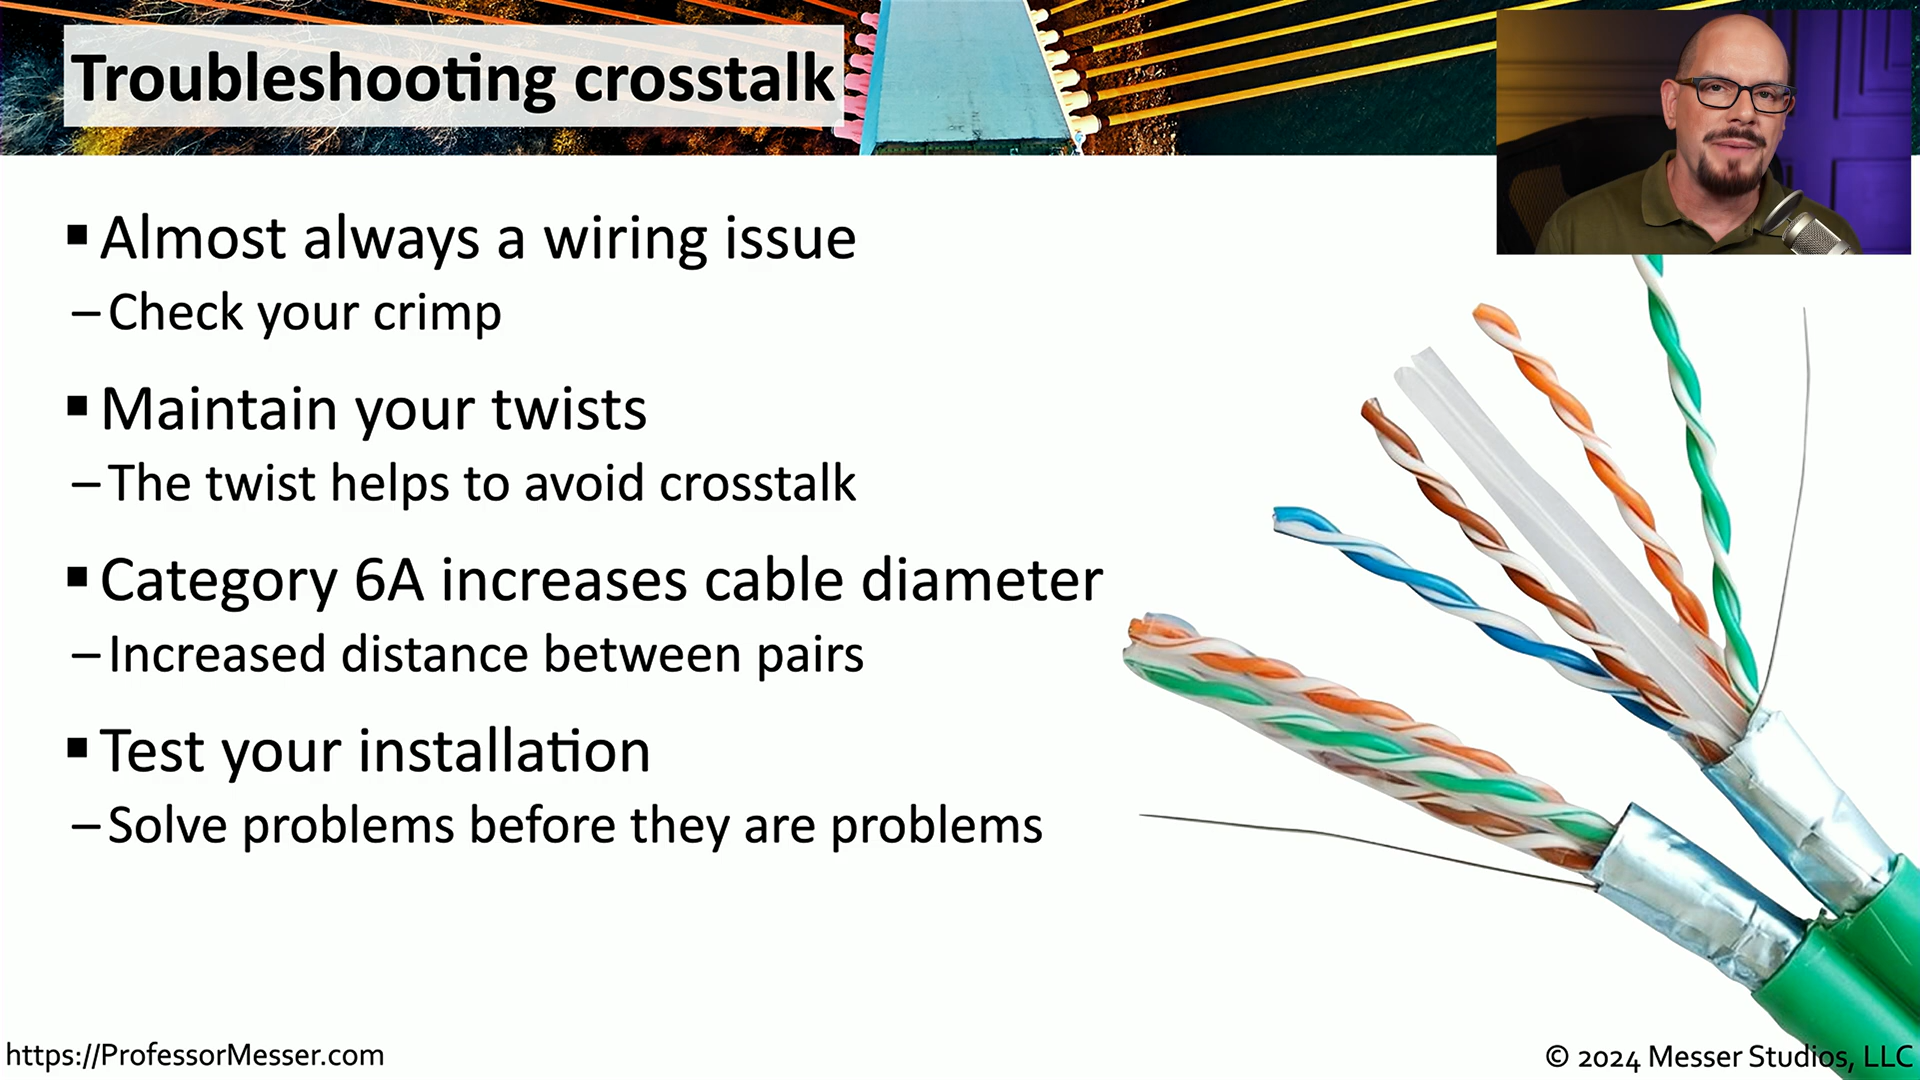 Troubleshooting crosstalk
▪ Almost always a wiring issue
– Check your crimp
▪ Maintain your twists
– The twist helps to avoid crosstalk
▪ Category 6A increases cable diameter
– Increased distance between pairs
▪ Test your installation
– Solve problems before they are problems
https://ProfessorMesser.com
© 2024 Messer Studios, LLC